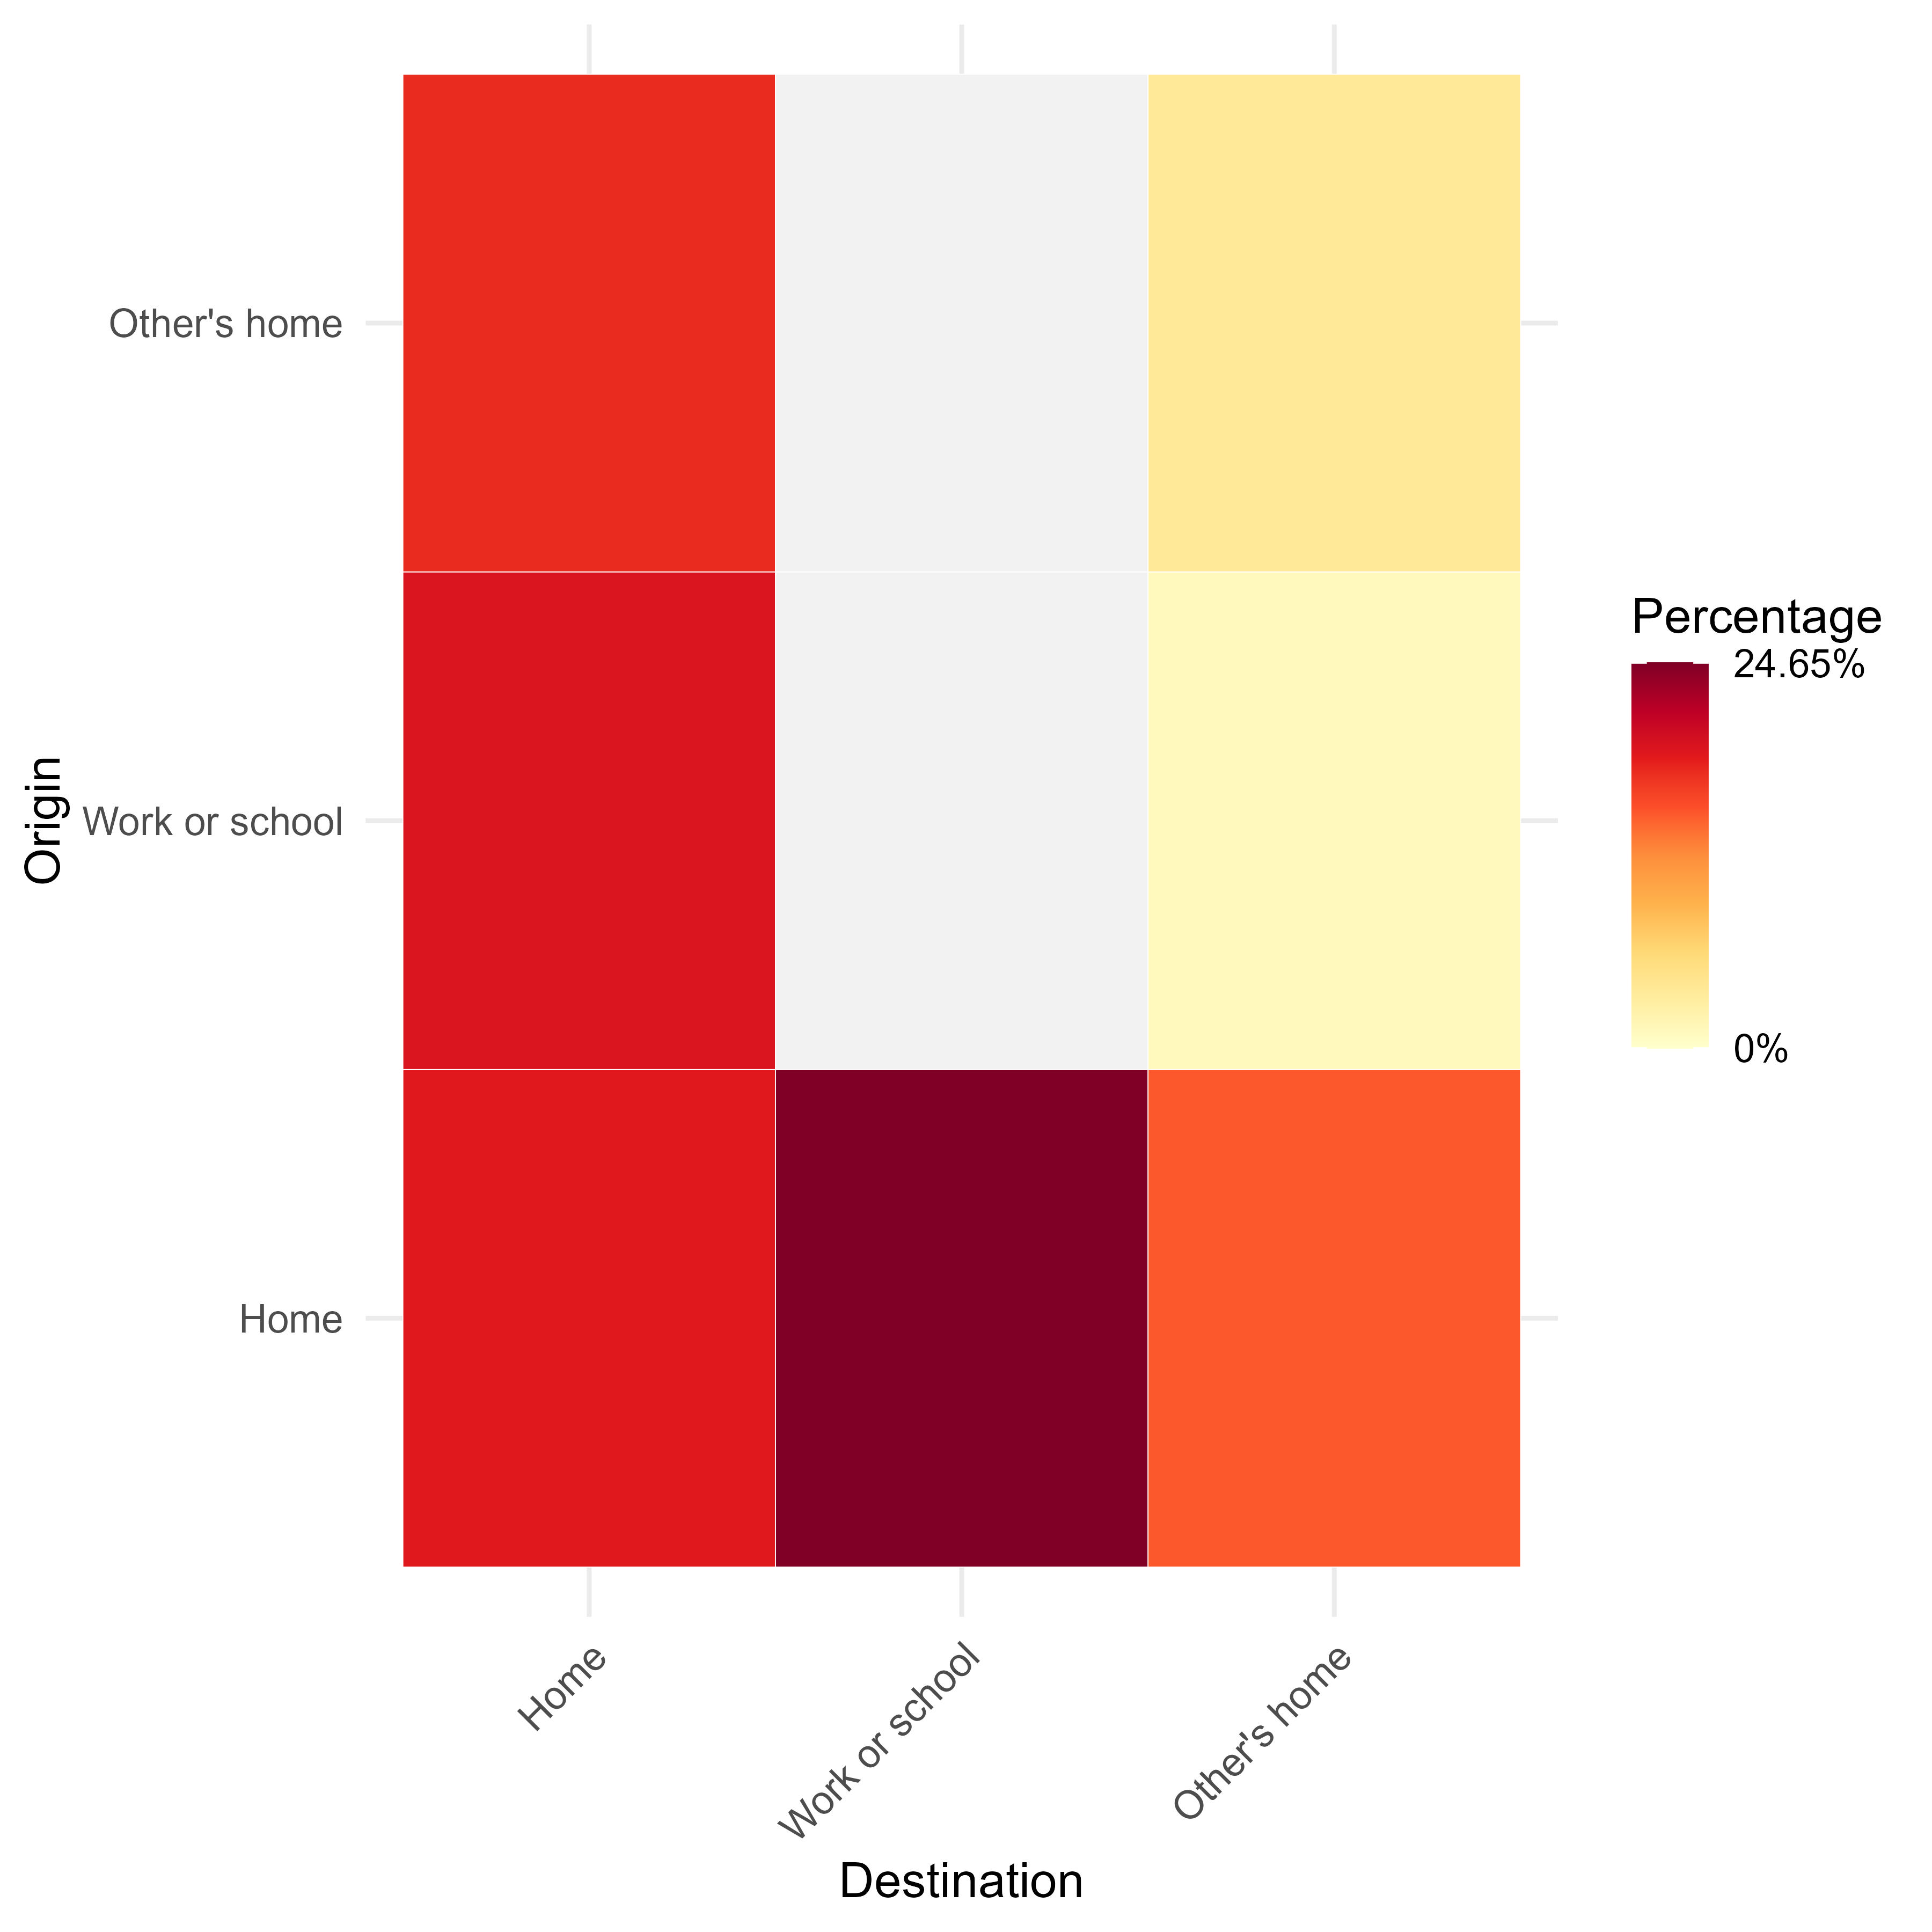 Other's home
Work or school
Home
Origin
Home
Work or school
Other's home
Destination
Percentage
24.65%
0%